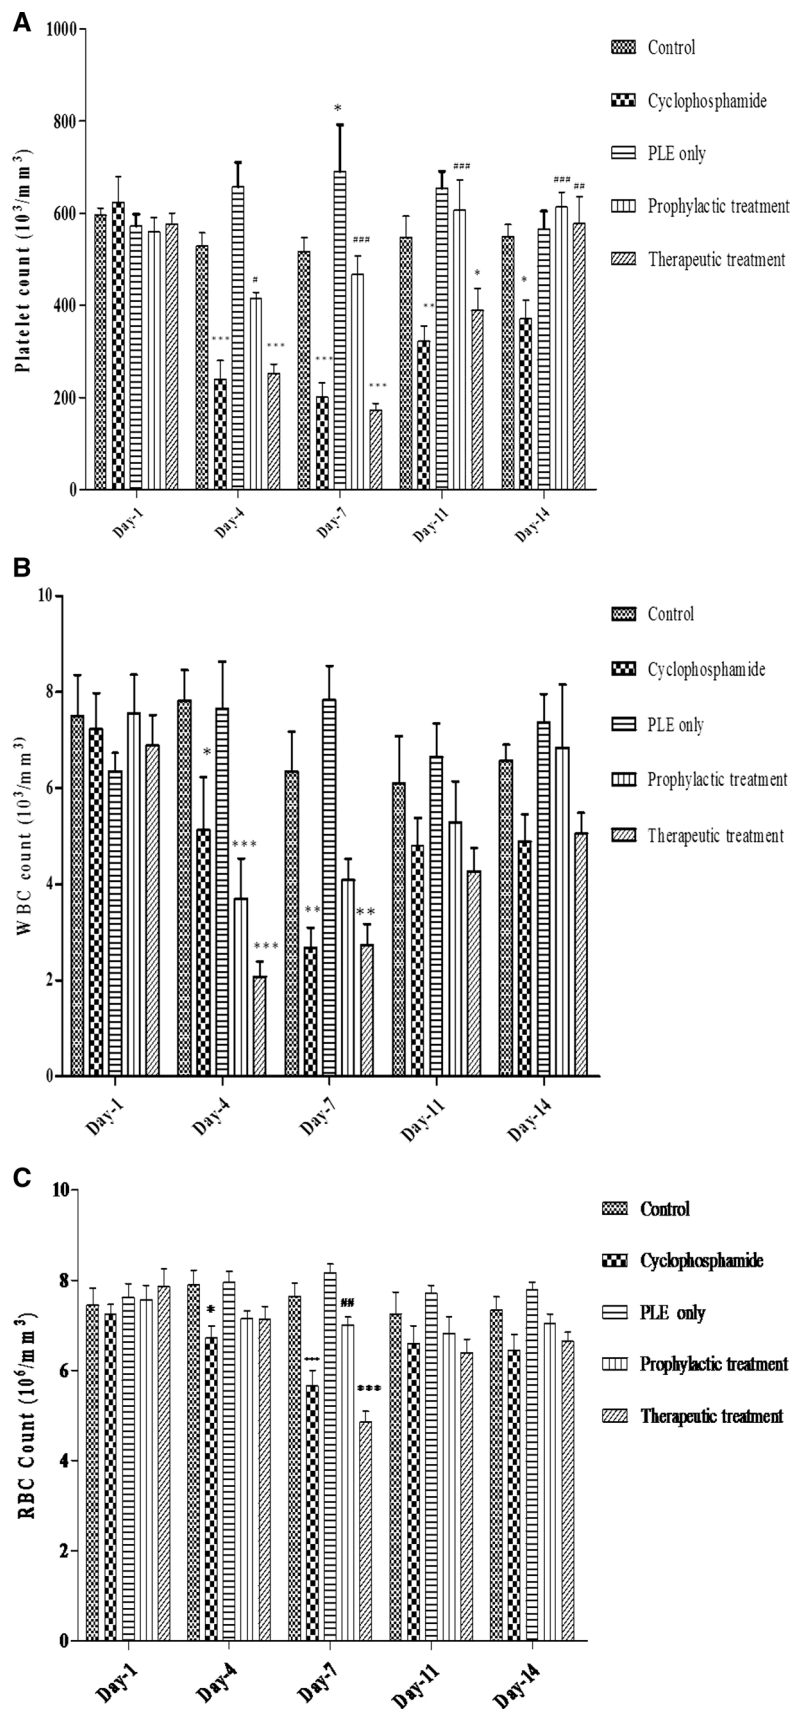 A
Platelet count (10³/mm³)
1000
800
600
400
200
0
***
***
#
*
***
###
***
**
###
*
*
###
##
Day-1
Day-4
Day-7
Day-11
Day-14
Control
Cyclophosphamide
PLE only
Prophylactic treatment
Therapeutic treatment
B
WBC count (10³/mm³)
10
8
6
4
2
0
*
***
***
**
**
Day-1
Day-4
Day-7
Day-11
Day-14
Control
Cyclophosphamide
PLE only
Prophylactic treatment
Therapeutic treatment
C
RBC Count (10⁶/mm³)
10
8
6
4
2
0
*
***
##
***
Day-1
Day-4
Day-7
Day-11
Day-14
Control
Cyclophosphamide
PLE only
Prophylactic treatment
Therapeutic treatment